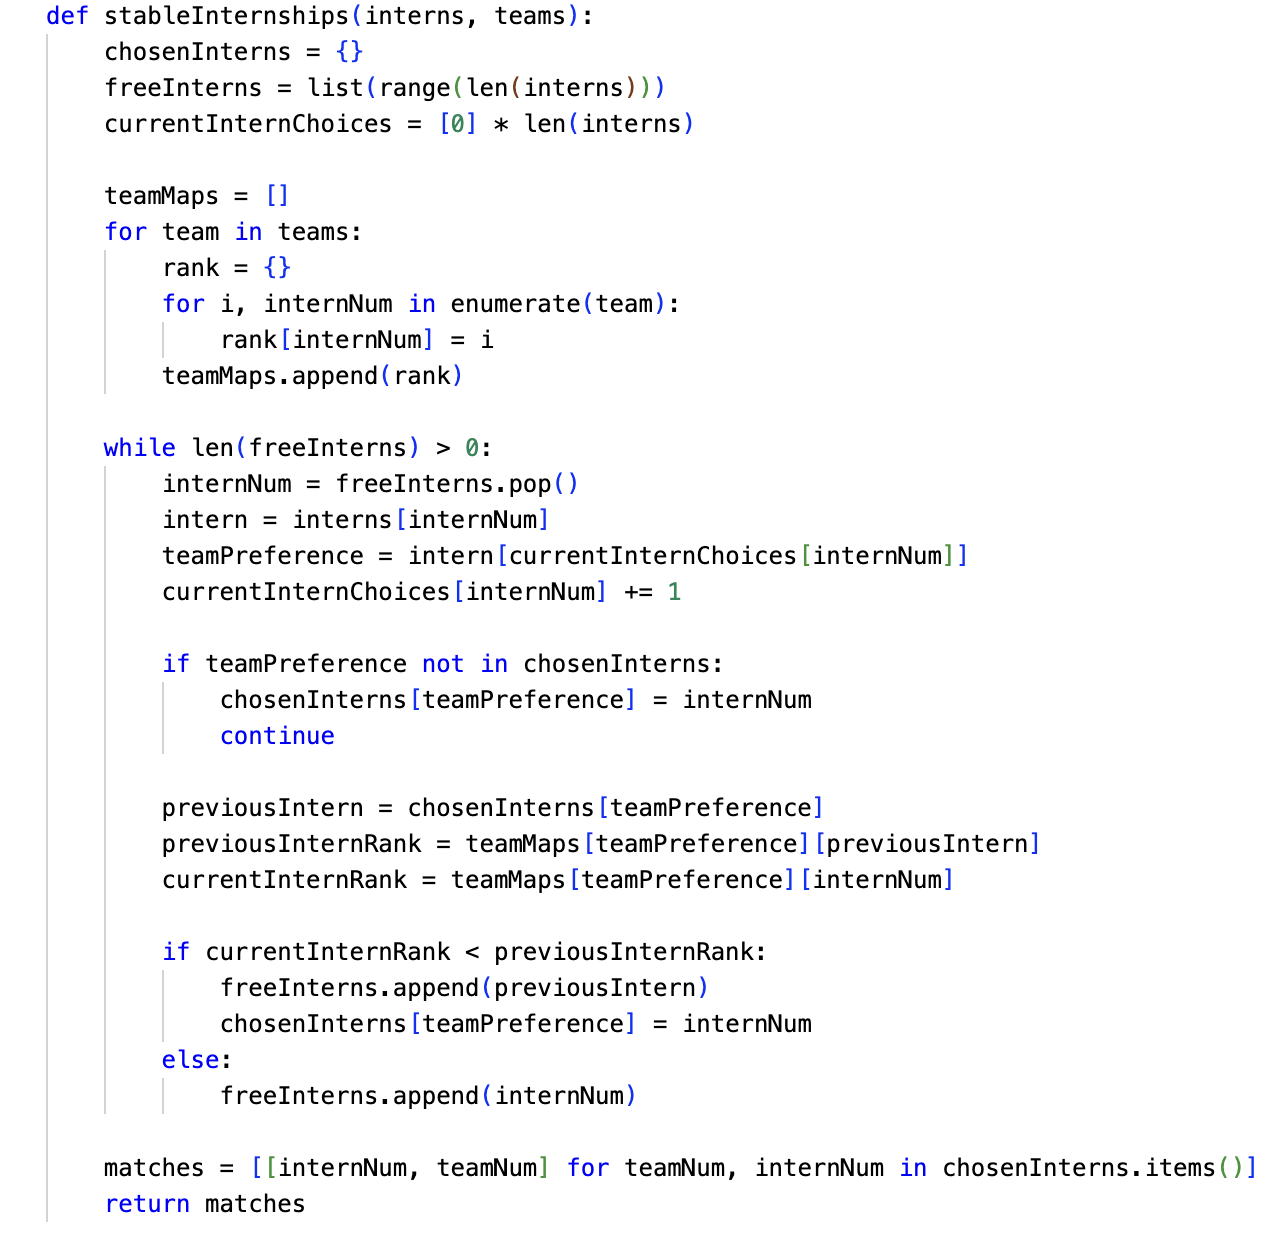 def stableInternships(interns, teams):
    chosenInterns = {}
    freeInterns = list(range(len(interns)))
    currentInternChoices = [0] * len(interns)

    teamMaps = []
    for team in teams:
        rank = {}
        for i, internNum in enumerate(team):
            rank[internNum] = i
        teamMaps.append(rank)

    while len(freeInterns) > 0:
        internNum = freeInterns.pop()
        intern = interns[internNum]
        teamPreference = intern[currentInternChoices[internNum]]
        currentInternChoices[internNum] += 1

        if teamPreference not in chosenInterns:
            chosenInterns[teamPreference] = internNum
            continue

        previousIntern = chosenInterns[teamPreference]
        previousInternRank = teamMaps[teamPreference][previousIntern]
        currentInternRank = teamMaps[teamPreference][internNum]

        if currentInternRank < previousInternRank:
            freeInterns.append(previousIntern)
            chosenInterns[teamPreference] = internNum
        else:
            freeInterns.append(internNum)

    matches = [[internNum, teamNum] for teamNum, internNum in chosenInterns.items()]
    return matches